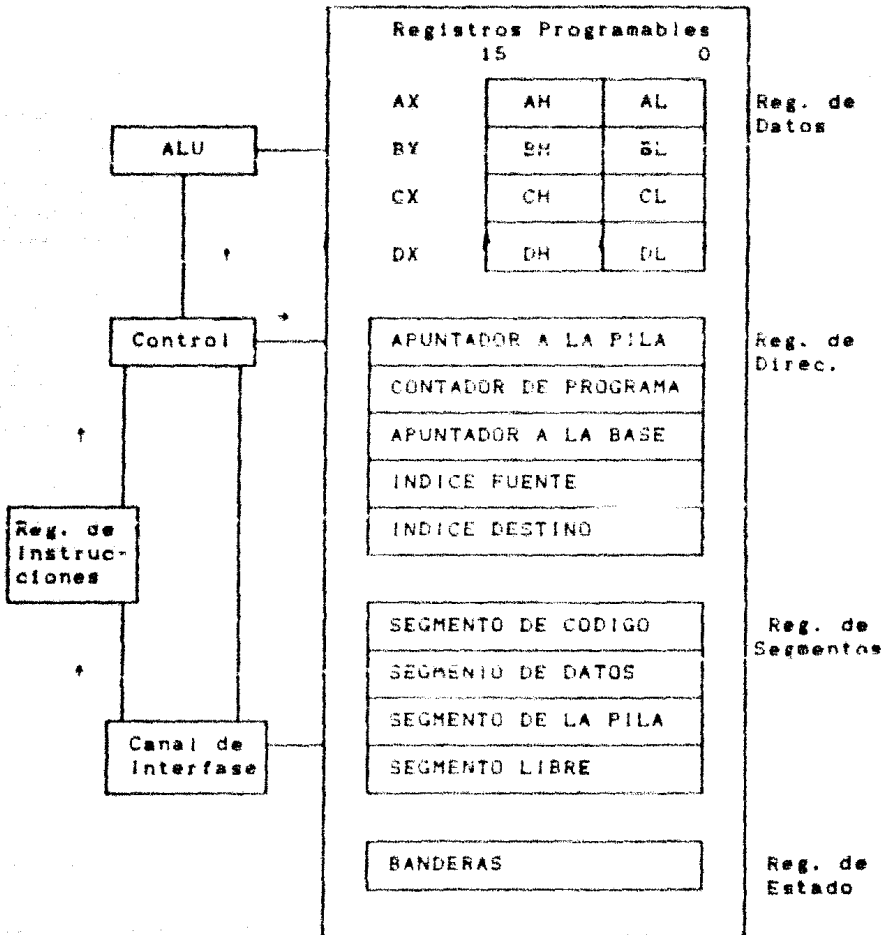 Registros Programables
15 0
AX AH AL Reg. de
Datos
ALU
BY BH BL
CX CH CL
DX DH DL
Control
APUNTADOR A LA PILA Reg. de
Direc.
CONTADOR DE PROGRAMA
APUNTADOR A LA BASE
INDICE FUENTE
INDICE DESTINO
Reg. de
Instruc-
ciones
SEGMENTO DE CODIGO Reg. de
Segmentos
SEGMENTO DE DATOS
SEGMENTO DE LA PILA
SEGMENTO LIBRE
Canal de
Interfase
BANDERAS Reg. de
Estado